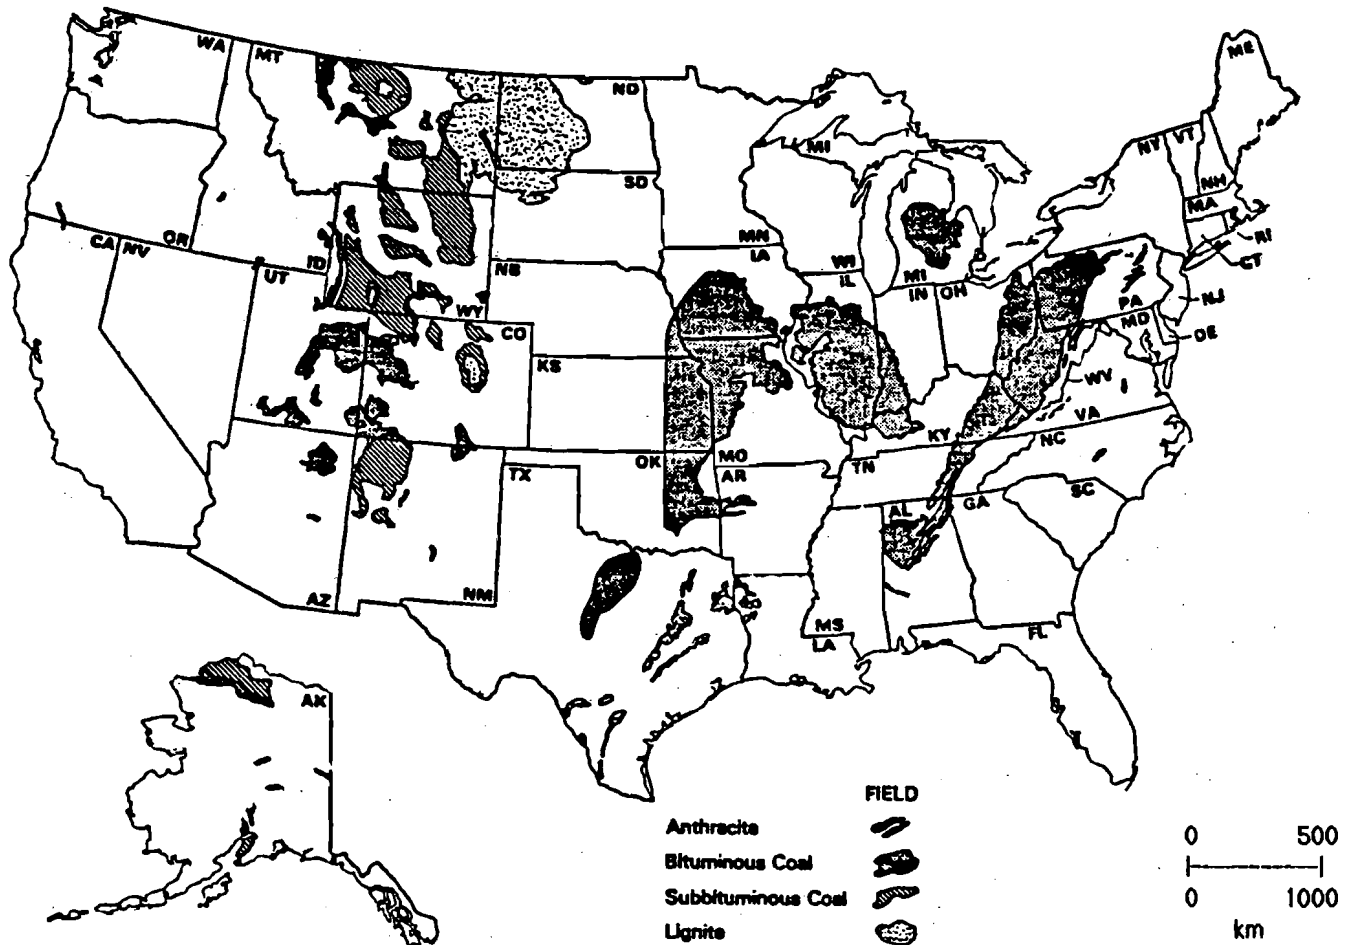 WA
MT
ND
ME
MI
NY
VT
NH
MA
SD
OR
CA
NV
ID
UT
MN
IA
WI
IL
MI
IN
OH
RI
CT
NB
WY
CO
PA
NJ
MD
DE
KS
WV
VA
KY
NC
OK
MO
AR
TN
TX
SC
AL
GA
AZ
NM
MS
LA
FL
AK
FIELD
Anthracite
Bituminous Coal
Subbituminous Coal
Lignite
0 500
0 1000
km